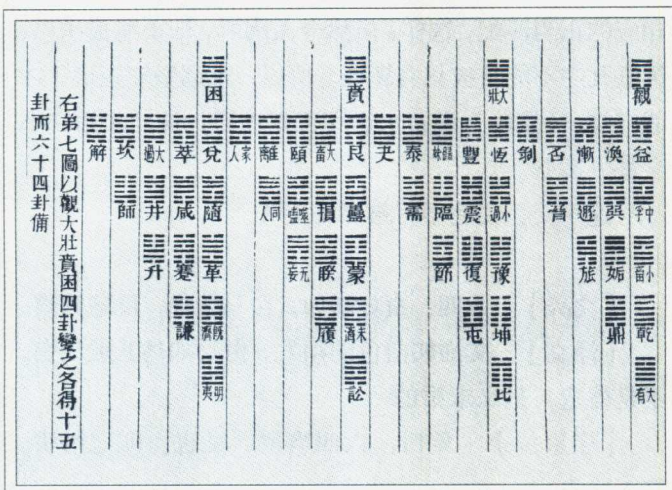 觀 益 中孚 小畜 乾 大有
渙 巽 姤 鼎
漸 遯 旅
否 晉
剝
大壯 恆 小過 豫 坤 比
豐 震 復 屯
歸妹 臨 節
泰 需
夬
賁 艮 蠱 蒙 未濟 訟
大畜 損 睽 履
頤 噬嗑 无妄
離 同人
家人
困 兌 隨 革 旣濟 明夷
萃 咸 蹇 謙
大過 井 升
坎 師
解
右第七圖以觀大壯賁困四卦變之各得十五
卦而六十四卦備